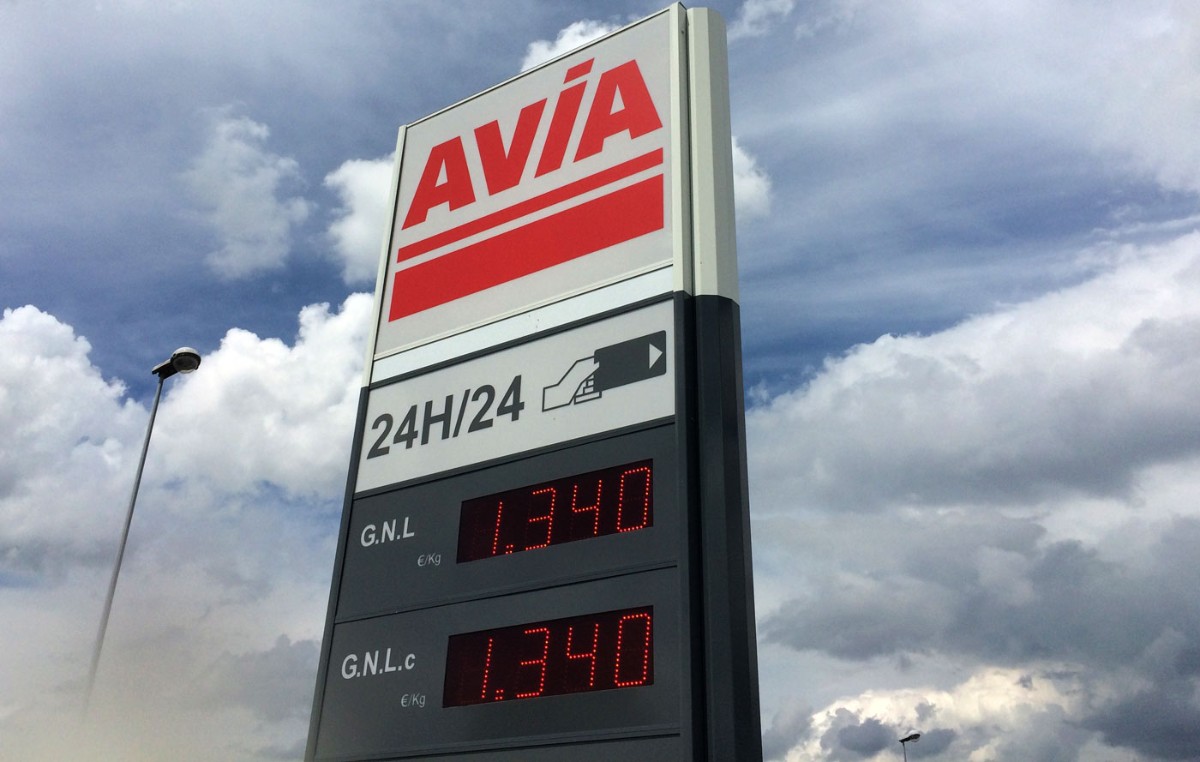 AVIA
24H/24
G.N.L
€/Kg
1.340
G.N.L.c
€/Kg
1.340